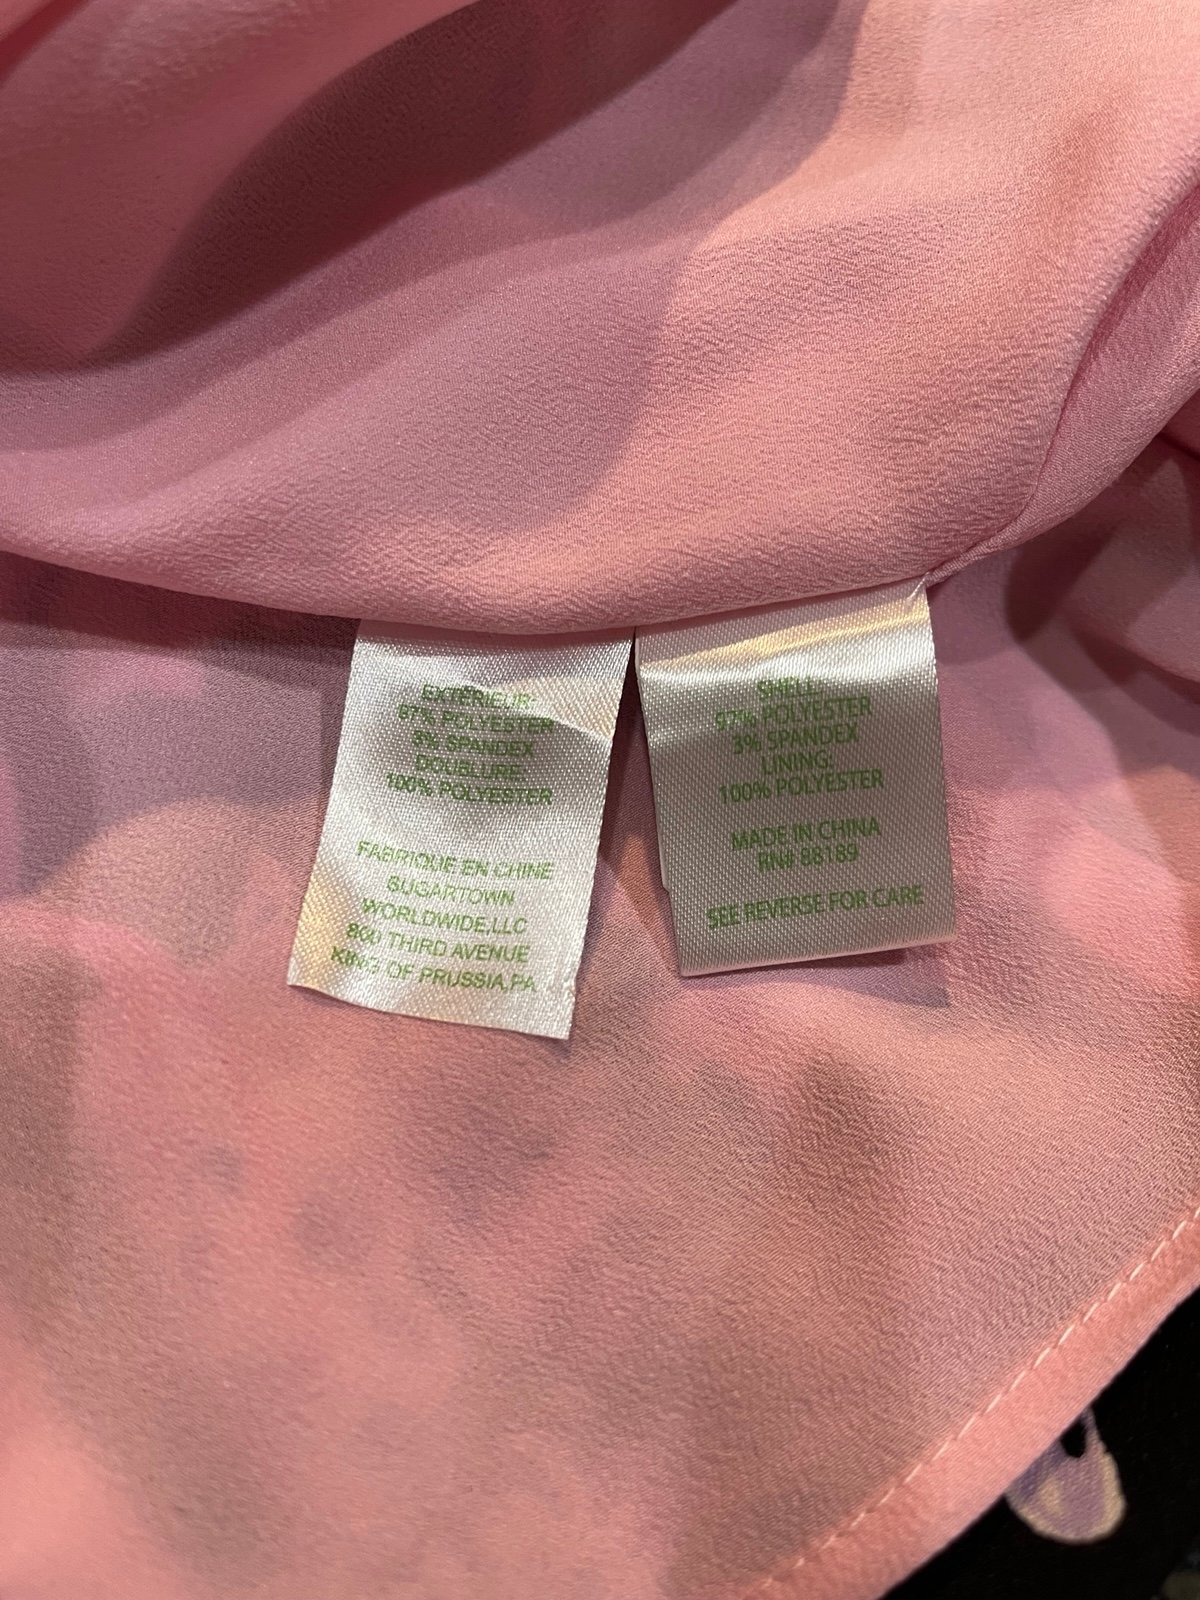 EXTÉRIEUR:
97% POLYESTER
3% SPANDEX
DOUBLURE:
100% POLYESTER
FABRIQUE EN CHINE
SUGARTOWN
WORLDWIDE,LLC
800 THIRD AVENUE
KING OF PRUSSIA,PA
SHELL:
97% POLYESTER
3% SPANDEX
LINING:
100% POLYESTER
MADE IN CHINA
RN# 88189
SEE REVERSE FOR CARE